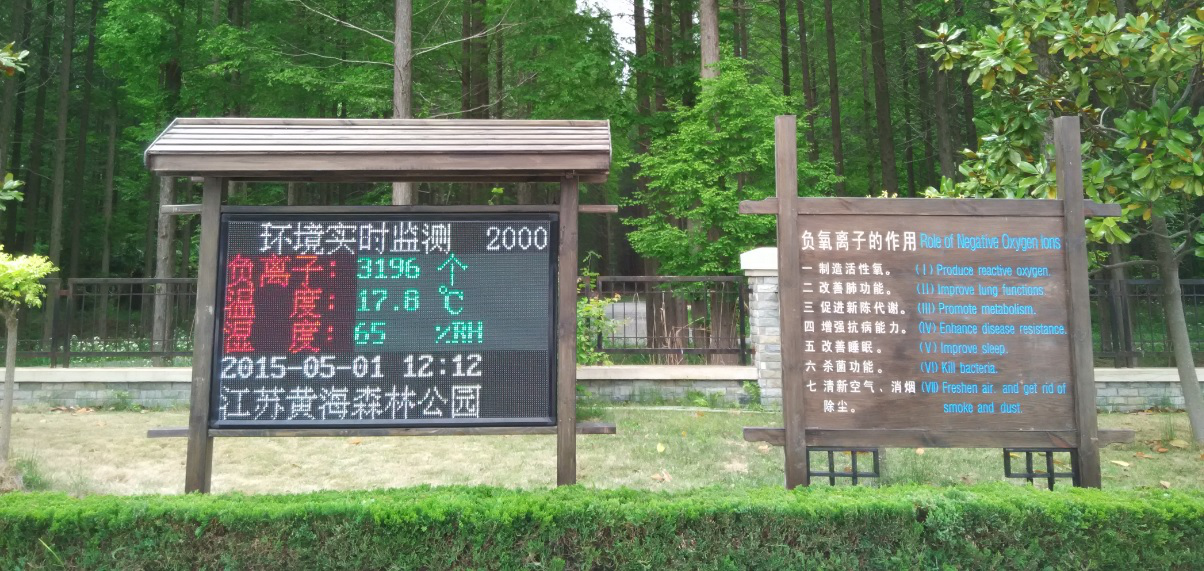 环境实时监测 2000
负离子: 3196 个
温度: 17.8 ℃
湿度: 65 %RH
2015-05-01 12:12
江苏黄海森林公园
负氧离子的作用 Role of Negative Oxygen Ions
一 制造活性氧。 (Ⅰ) Produce reactive oxygen.
二 改善肺功能。 (Ⅱ) Improve lung functions.
三 促进新陈代谢。 (Ⅲ) Promote metabolism.
四 增强抗病能力。 (Ⅳ) Enhance disease resistance.
五 改善睡眠。 (Ⅴ) Improve sleep.
六 杀菌功能。 (Ⅵ) Kill bacteria.
七 清新空气、消烟 (Ⅶ) Freshen air, and get rid of
除尘。 smoke and dust.